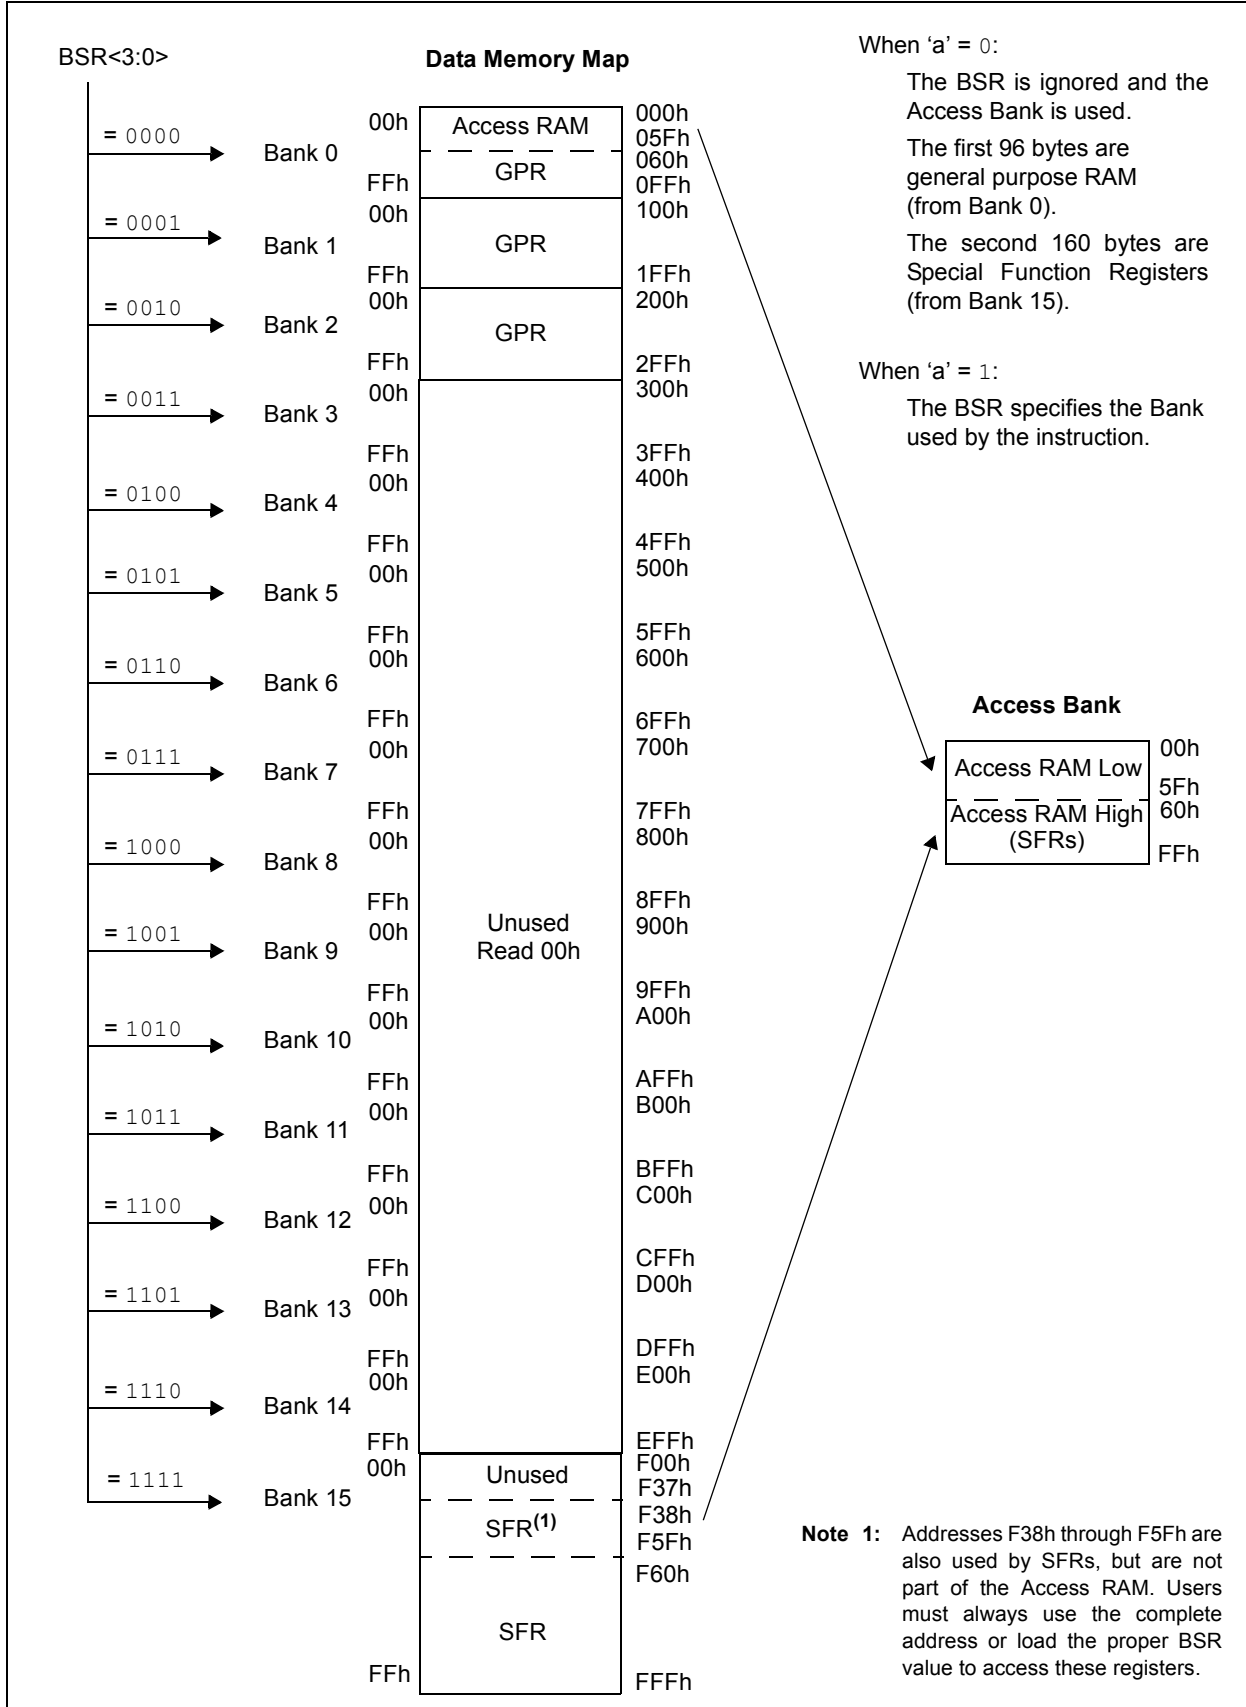 BSR<3:0>
Data Memory Map
= 0000
Bank 0
00h
Access RAM
000h
05Fh
060h
GPR
FFh
0FFh
= 0001
Bank 1
00h
100h
GPR
FFh
1FFh
= 0010
Bank 2
00h
200h
GPR
FFh
2FFh
= 0011
Bank 3
00h
300h
FFh
3FFh
= 0100
Bank 4
00h
400h
FFh
4FFh
= 0101
Bank 5
00h
500h
FFh
5FFh
= 0110
Bank 6
00h
600h
FFh
6FFh
= 0111
Bank 7
00h
700h
FFh
7FFh
= 1000
Bank 8
00h
800h
FFh
8FFh
= 1001
Bank 9
00h
900h
Unused
Read 00h
FFh
9FFh
= 1010
Bank 10
00h
A00h
FFh
AFFh
= 1011
Bank 11
00h
B00h
FFh
BFFh
= 1100
Bank 12
00h
C00h
FFh
CFFh
= 1101
Bank 13
00h
D00h
FFh
DFFh
= 1110
Bank 14
00h
E00h
FFh
EFFh
= 1111
Bank 15
00h
F00h
Unused
F37h
F38h
SFR(1)
F5Fh
F60h
SFR
FFh
FFFh
When ‘a’ = 0:
The BSR is ignored and the
Access Bank is used.
The first 96 bytes are
general purpose RAM
(from Bank 0).
The second 160 bytes are
Special Function Registers
(from Bank 15).
When ‘a’ = 1:
The BSR specifies the Bank
used by the instruction.
Access Bank
00h
Access RAM Low
5Fh
60h
Access RAM High
(SFRs)
FFh
Note 1: Addresses F38h through F5Fh are
also used by SFRs, but are not
part of the Access RAM. Users
must always use the complete
address or load the proper BSR
value to access these registers.